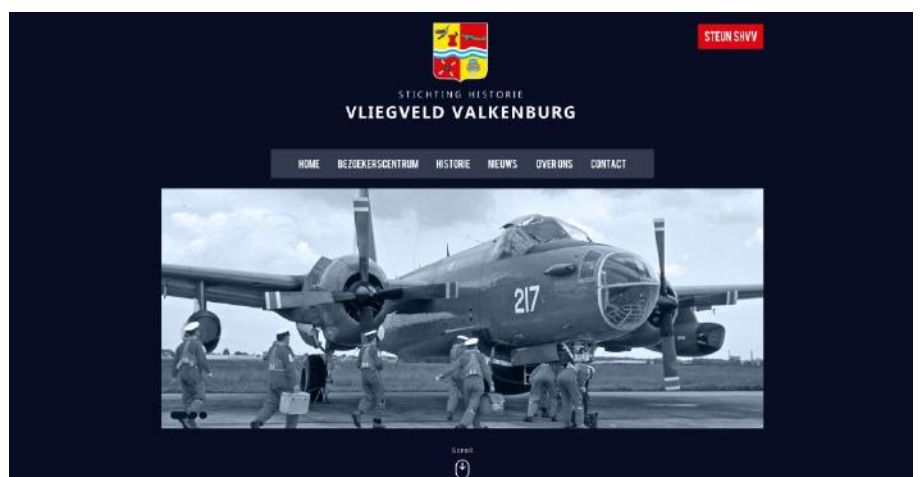 STEUN SHVV
STICHTING HISTORIE
VLIEGVELD VALKENBURG
HOME BEZOEKERSCENTRUM HISTORIE NIEUWS OVER ONS CONTACT
217
Scroll